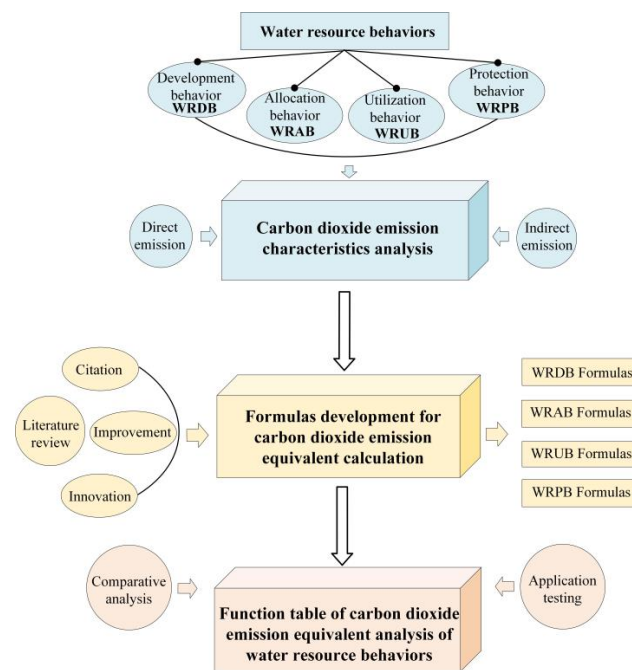 Water resource behaviors
Development
behavior
WRDB
Allocation
behavior
WRAB
Utilization
behavior
WRUB
Protection
behavior
WRPB
Direct
emission
Carbon dioxide emission
characteristics analysis
Indirect
emission
Citation
Literature
review
Improvement
Innovation
Formulas development for
carbon dioxide emission
equivalent calculation
WRDB Formulas
WRAB Formulas
WRUB Formulas
WRPB Formulas
Comparative
analysis
Function table of carbon dioxide
emission equivalent analysis of
water resource behaviors
Application
testing